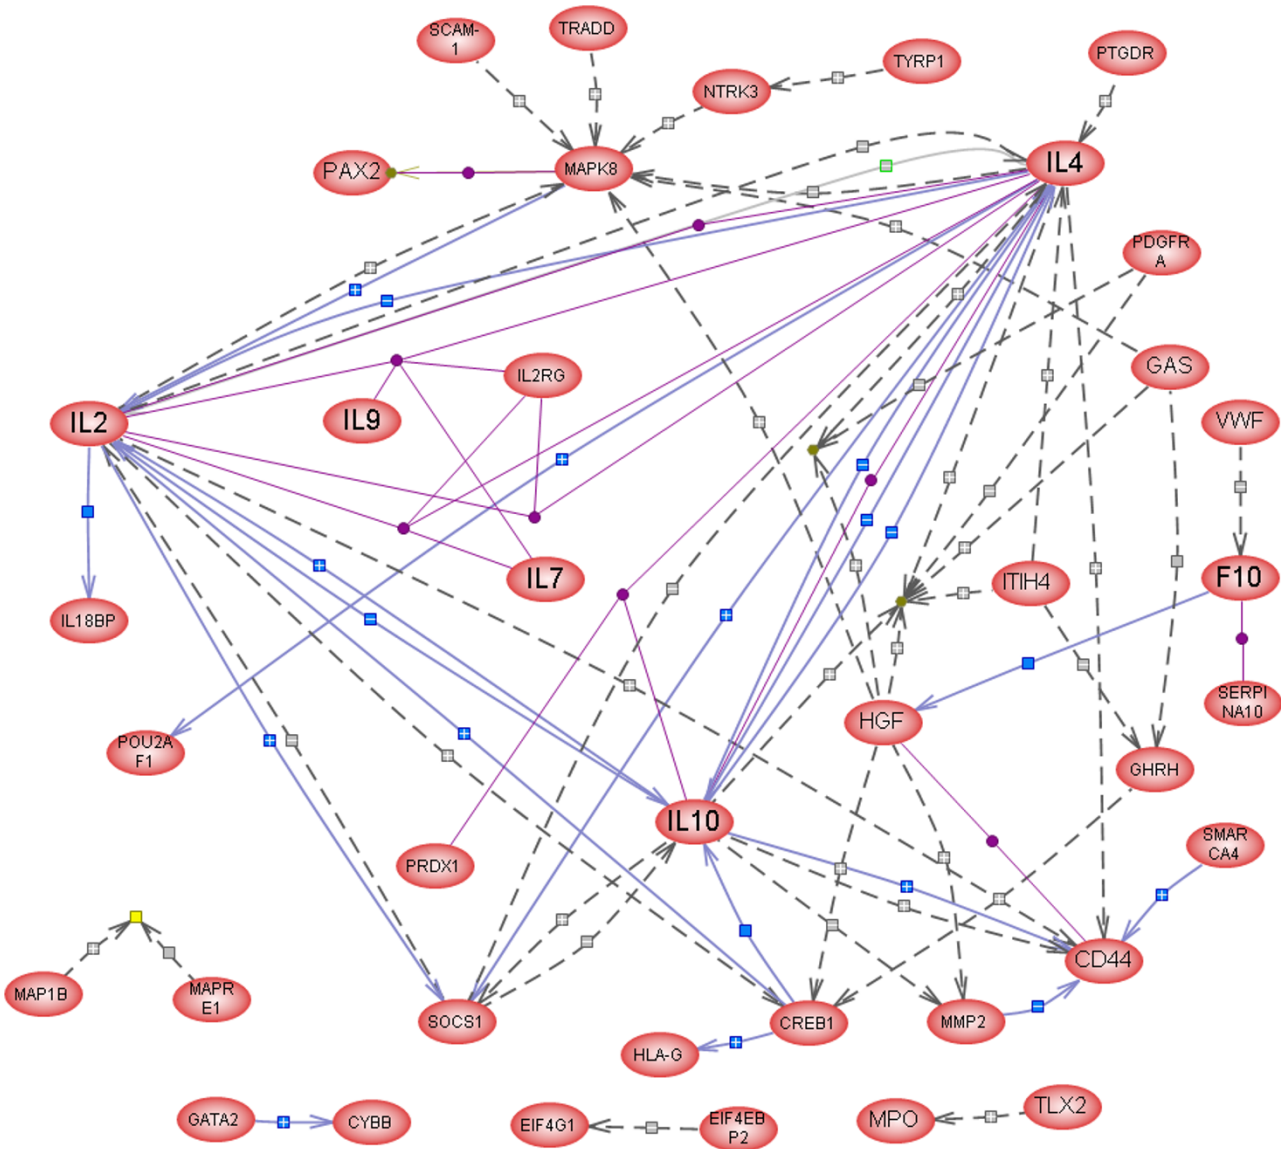 SCAM-
1
TRADD
TYRP1
PTGDR
NTRK3
PAX2
MAPK8
IL4
PDGFR
A
GAS
IL2RG
IL9
IL2
VWF
IL7
ITIH4
F10
IL18BP
SERPI
NA10
HGF
POU2A
F1
GHRH
IL10
SMAR
CA4
PRDX1
CD44
MAP1B
MAPR
E1
SOCS1
CREB1
MMP2
HLA-G
GATA2
CYBB
EIF4G1
EIF4EB
P2
MPO
TLX2